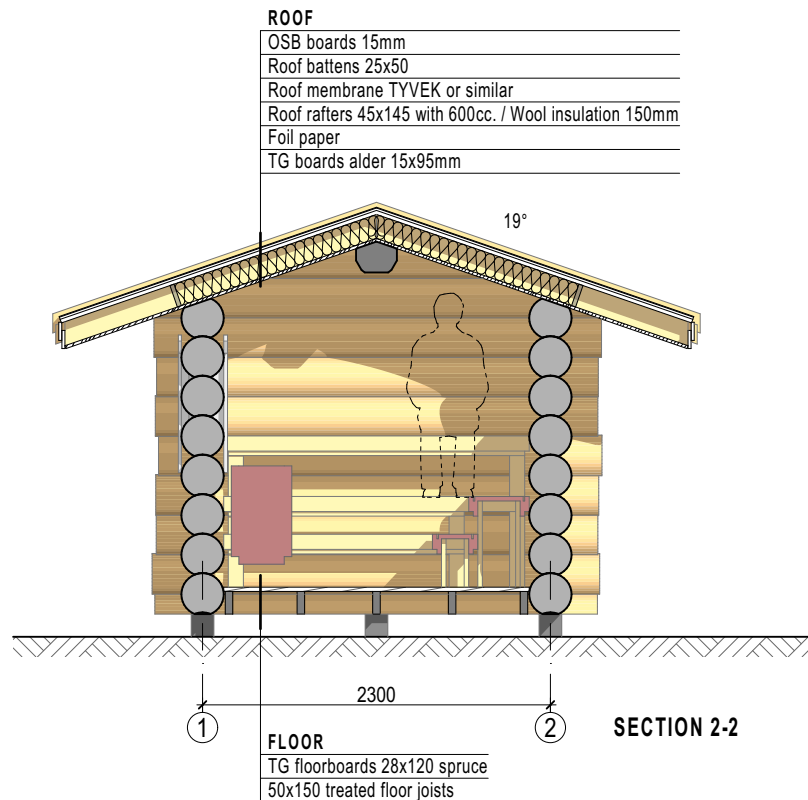 ROOF
OSB boards 15mm
Roof battens 25x50
Roof membrane TYVEK or similar
Roof rafters 45x145 with 600cc. / Wool insulation 150mm
Foil paper
TG boards alder 15x95mm
19°
2300
1
2
SECTION 2-2
FLOOR
TG floorboards 28x120 spruce
50x150 treated floor joists